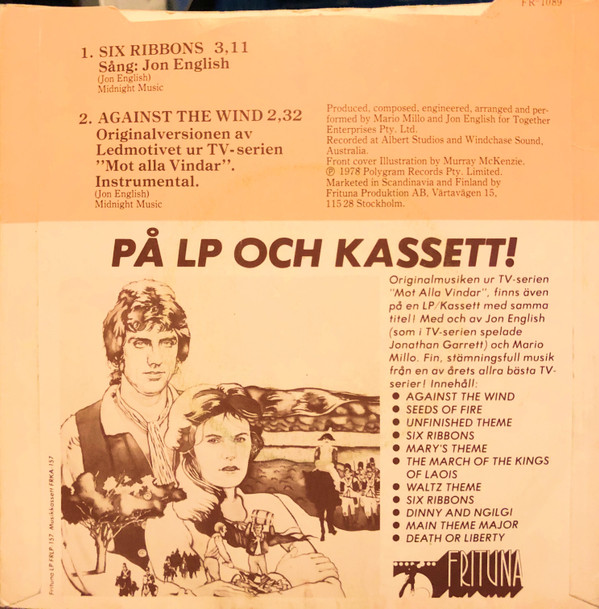 FR-1089
1. SIX RIBBONS 3,11
Sång: Jon English
(Jon English)
Midnight Music
2. AGAINST THE WIND 2,32
Originalversionen av
Ledmotivet ur TV-serien
"Mot alla Vindar".
Instrumental.
(Jon English)
Midnight Music
Produced, composed, engineered, arranged and per-
formed by Mario Millo and Jon English for Together
Enterprises Pty. Ltd.
Recorded at Albert Studios and Windchase Sound,
Australia.
Front cover Illustration by Murray McKenzie.
Ⓟ 1978 Polygram Records Pty. Limited.
Marketed in Scandinavia and Finland by
Frituna Produktion AB, Värtavägen 15,
115 28 Stockholm.
PÅ LP OCH KASSETT!
Originalmusiken ur TV-serien
"Mot Alla Vindar", finns även
på en LP/Kassett med samma
titel! Med och av Jon English
(som i TV-serien spelade
Jonathan Garrett) och Mario
Millo. Fin, stämningsfull musik
från en av årets allra bästa TV-
serier! Innehåll:
● AGAINST THE WIND
● SEEDS OF FIRE
● UNFINISHED THEME
● SIX RIBBONS
● MARY'S THEME
● THE MARCH OF THE KINGS
OF LAOIS
● WALTZ THEME
● SIX RIBBONS
● DINNY AND NGILGI
● MAIN THEME MAJOR
● DEATH OR LIBERTY
FRITUNA
Frituna LP FRLP-157. Musikkassett FRKA-157